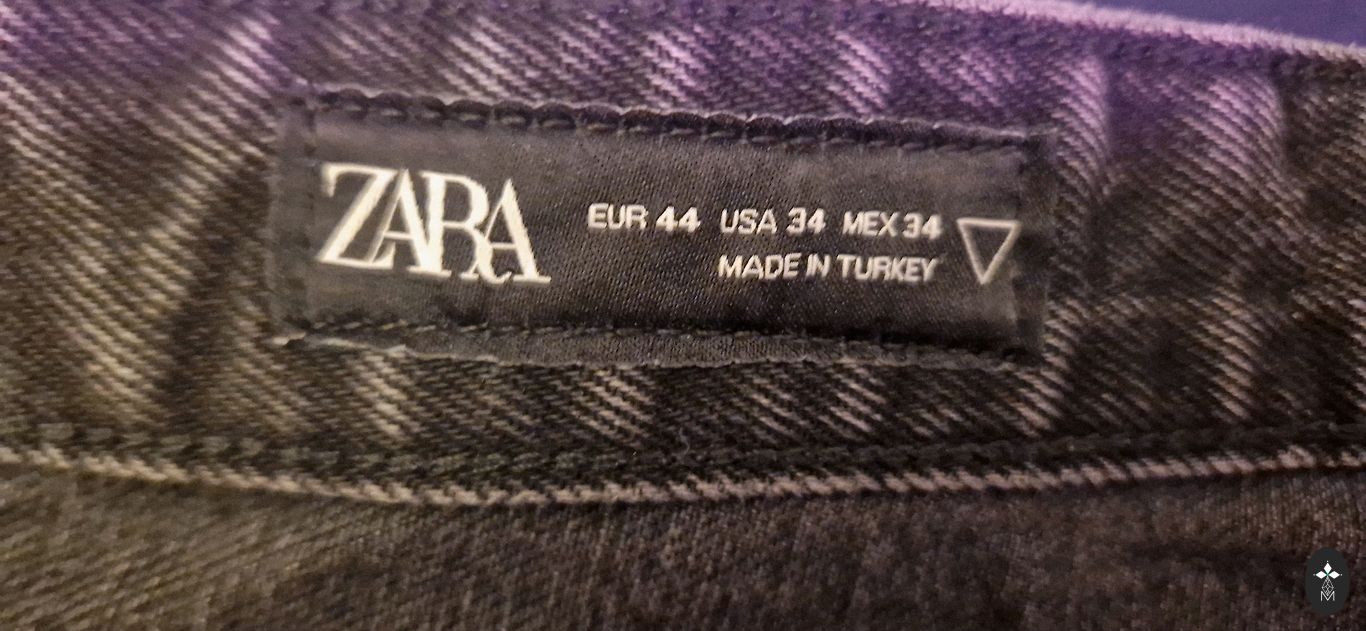 ZARA
EUR 44 USA 34 MEX 34
MADE IN TURKEY
M